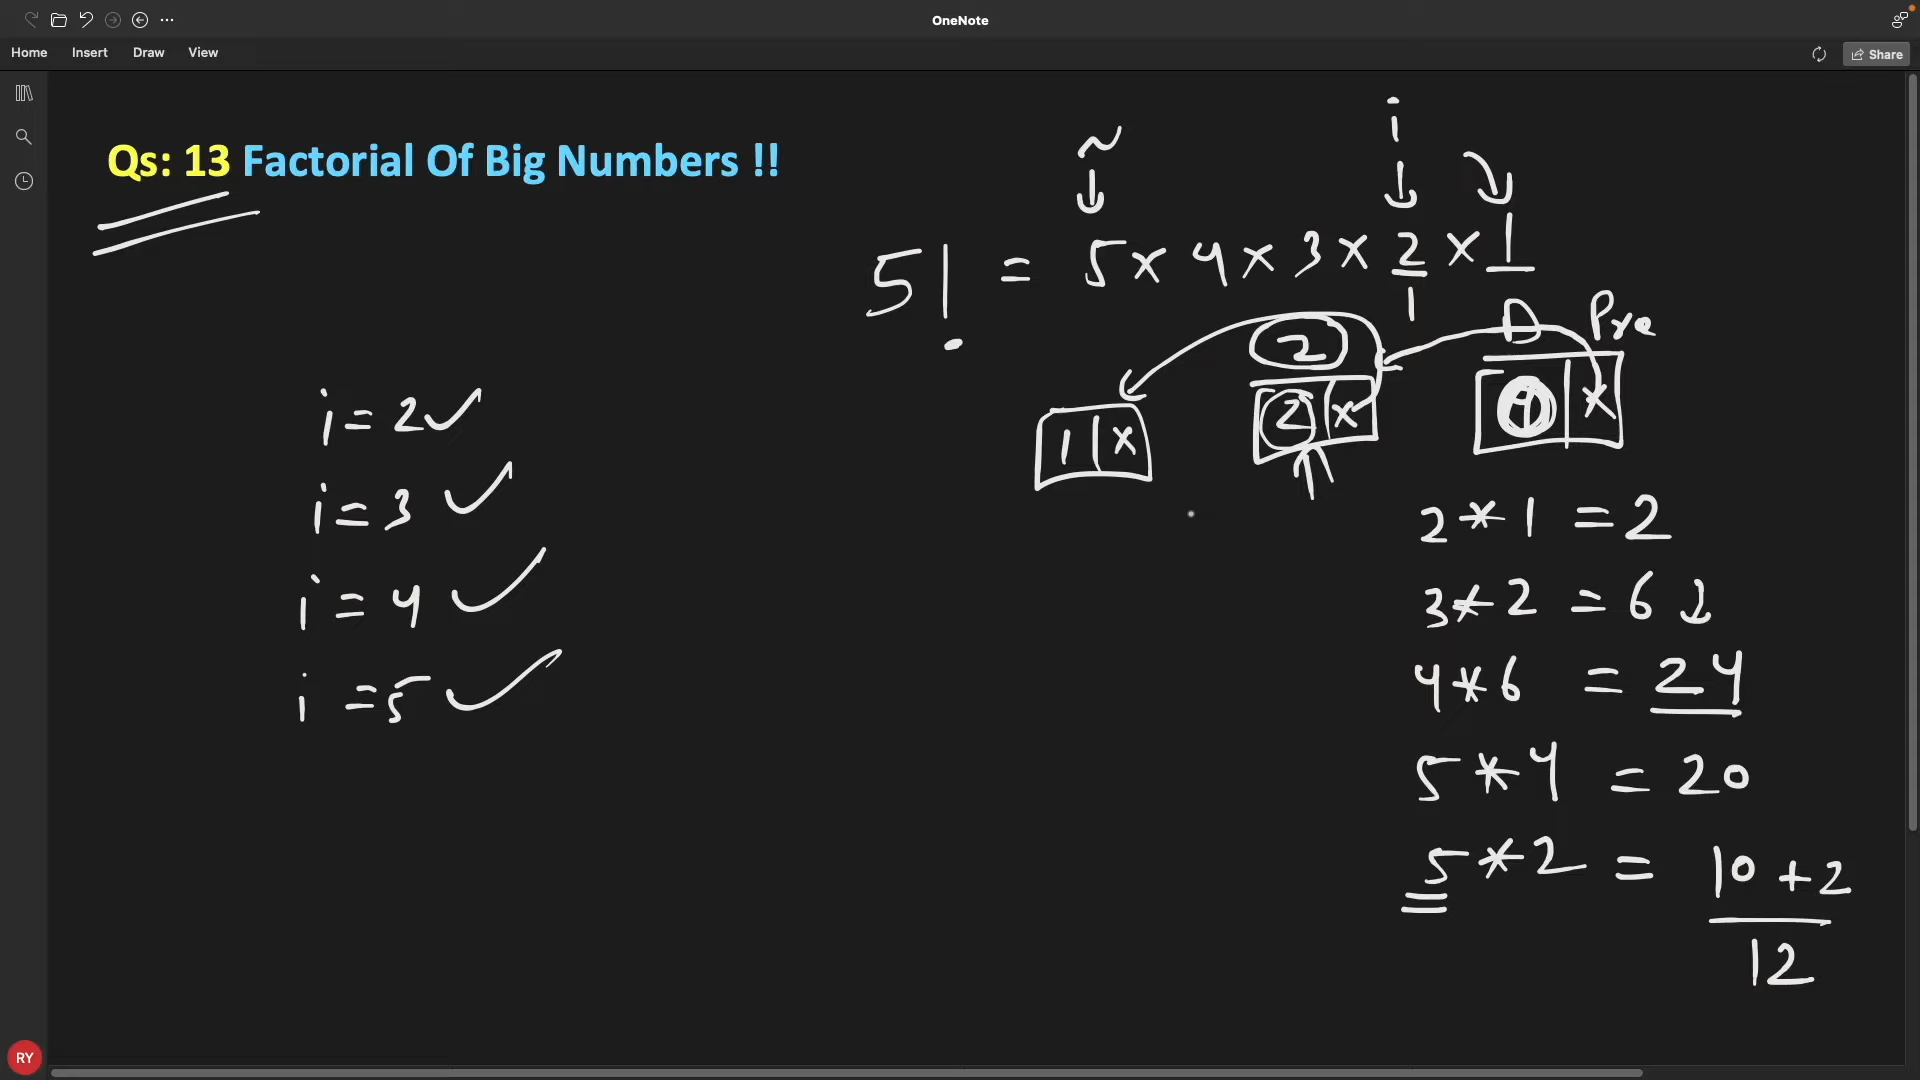 OneNote
Home Insert Draw View
Share
Qs: 13 Factorial Of Big Numbers !!
i
5! = 5 x 4 x 3 x 2 x 1
1
D Pre
2
1 x 2 x x
i = 2
i = 3
i = 4
i = 5
2 * 1 = 2
3 * 2 = 6
4 * 6 = 24
5 * 4 = 20
5 * 2 = 10 + 2
12
RY